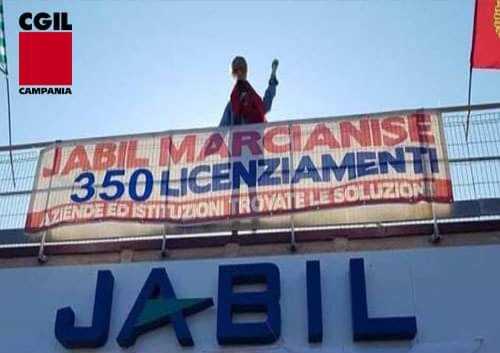 CGIL
CAMPANIA
JABIL MARCIANISE
350 LICENZIAMENTI
AZIENDE ED ISTITUZIONI TROVATE LE SOLUZIONI
JABIL